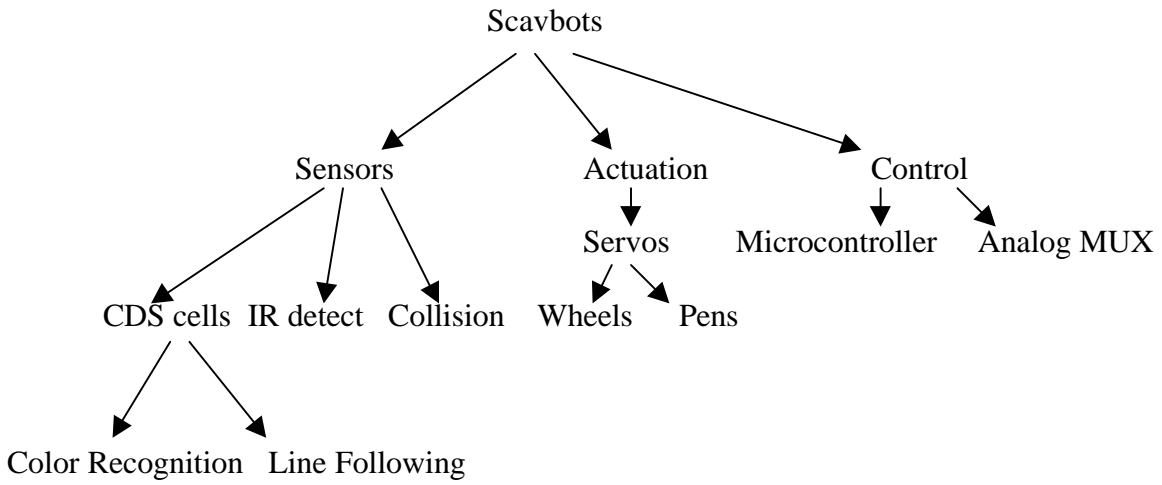 Scavbots
Sensors Actuation Control
Servos Microcontroller Analog MUX
CDS cells IR detect Collision Wheels Pens
Color Recognition Line Following